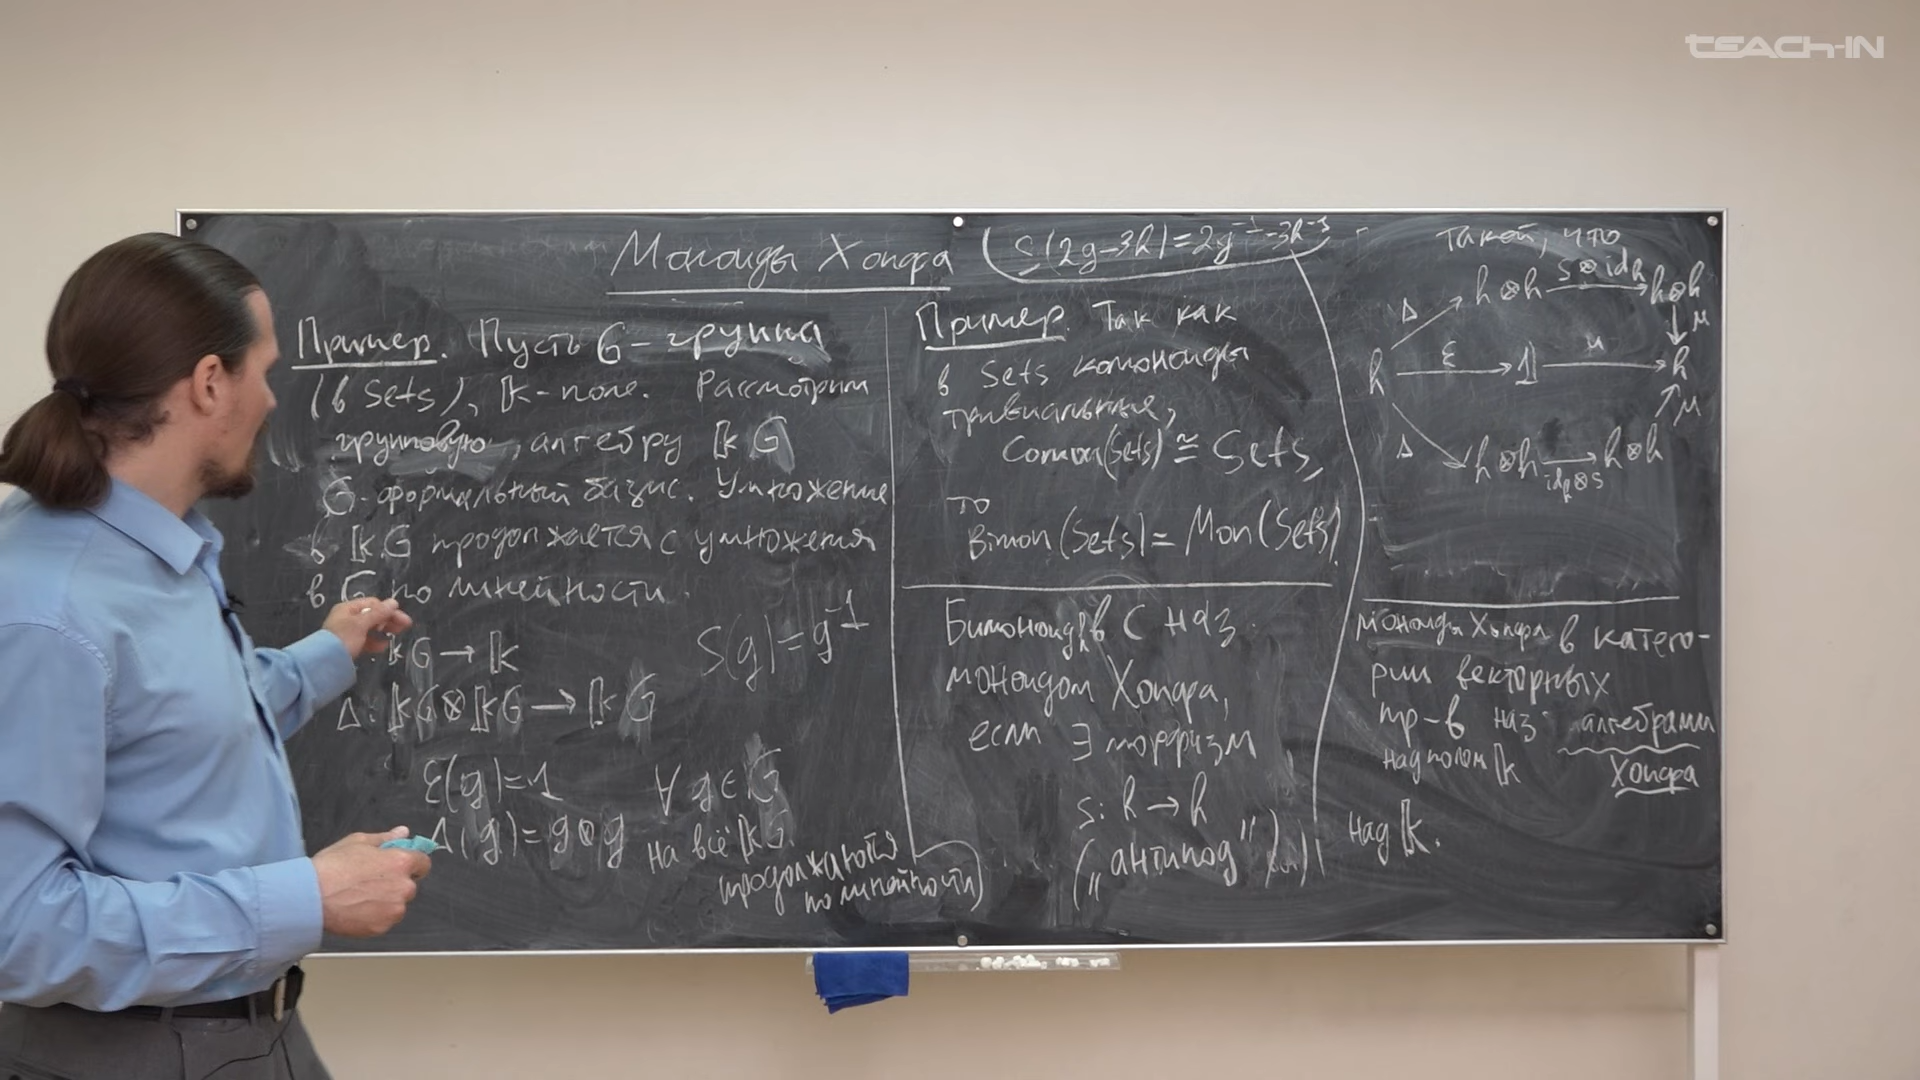 TEACH-IN
Моноиды Хопфа
S(2g-3h)=2g⁻¹-3h⁻¹
Пример. Пусть G - группа
(в Sets), 𝕜-поле. Рассмотрим
групповую алгебру 𝕜G
G-формальный базис. Умножение
в 𝕜G продолжается с умножения
в G по линейности.
: 𝕜G → 𝕜
S(g)=g⁻¹
Δ: 𝕜G⊗𝕜G → 𝕜G
ε(g)=1 ∀ g∈G
Δ(g)=g⊗g на всё 𝕜G
продолжаются
по линейности)
Пример. Так как
в Sets комоноиды
тривиальные,
Comon(Sets) ≅ Sets,
то
Bimon(Sets) = Mon(Sets).
Бимоноид h в C наз.
моноидом Хопфа,
если ∃ морфизм
s: h → h
("антипод")
такой, что
h⊗h s⊗id_h h⊗h
Δ μ
h ε 𝟙 μ h
Δ μ
h⊗h id_h⊗s h⊗h
Моноиды Хопфа в катего-
рии векторных
пр-в наз. алгебрами
над полем 𝕜 Хопфа
над 𝕜.